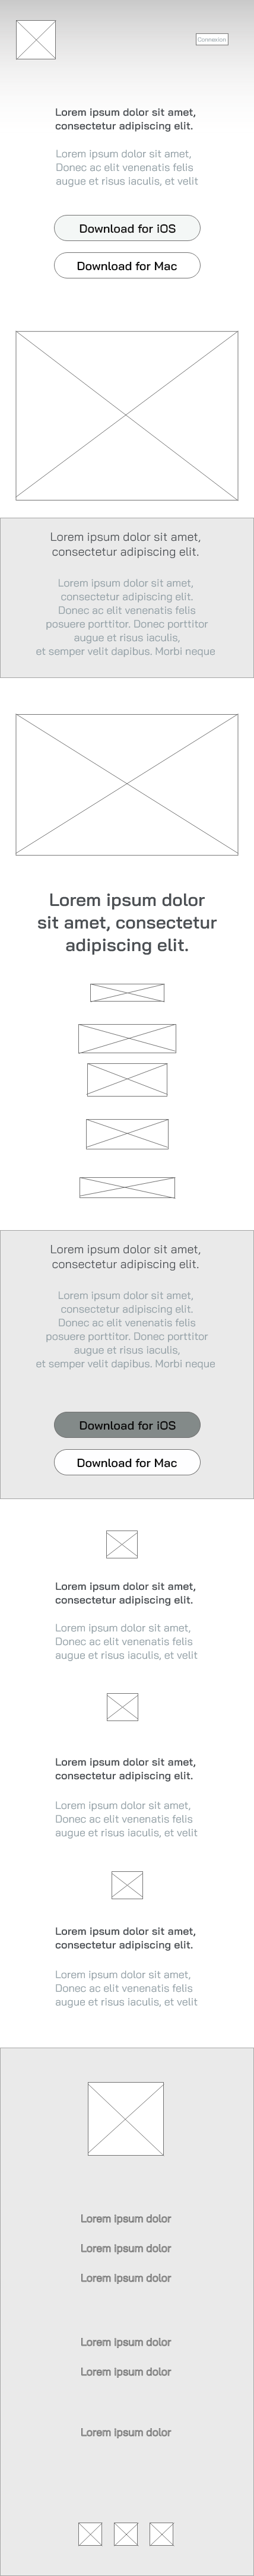 Connexion
Lorem ipsum dolor sit amet,
consectetur adipiscing elit.
Lorem ipsum dolor sit amet,
Donec ac elit venenatis felis
augue et risus iaculis, et velit
Download for iOS
Download for Mac
Lorem ipsum dolor sit amet,
consectetur adipiscing elit.
Lorem ipsum dolor sit amet,
consectetur adipiscing elit.
Donec ac elit venenatis felis
posuere porttitor. Donec porttitor
augue et risus iaculis,
et semper velit dapibus. Morbi neque
Lorem ipsum dolor
sit amet, consectetur
adipiscing elit.
Lorem ipsum dolor sit amet,
consectetur adipiscing elit.
Lorem ipsum dolor sit amet,
consectetur adipiscing elit.
Donec ac elit venenatis felis
posuere porttitor. Donec porttitor
augue et risus iaculis,
et semper velit dapibus. Morbi neque
Download for iOS
Download for Mac
Lorem ipsum dolor sit amet,
consectetur adipiscing elit.
Lorem ipsum dolor sit amet,
Donec ac elit venenatis felis
augue et risus iaculis, et velit
Lorem ipsum dolor sit amet,
consectetur adipiscing elit.
Lorem ipsum dolor sit amet,
Donec ac elit venenatis felis
augue et risus iaculis, et velit
Lorem ipsum dolor sit amet,
consectetur adipiscing elit.
Lorem ipsum dolor sit amet,
Donec ac elit venenatis felis
augue et risus iaculis, et velit
Lorem ipsum dolor
Lorem ipsum dolor
Lorem ipsum dolor
Lorem ipsum dolor
Lorem ipsum dolor
Lorem ipsum dolor